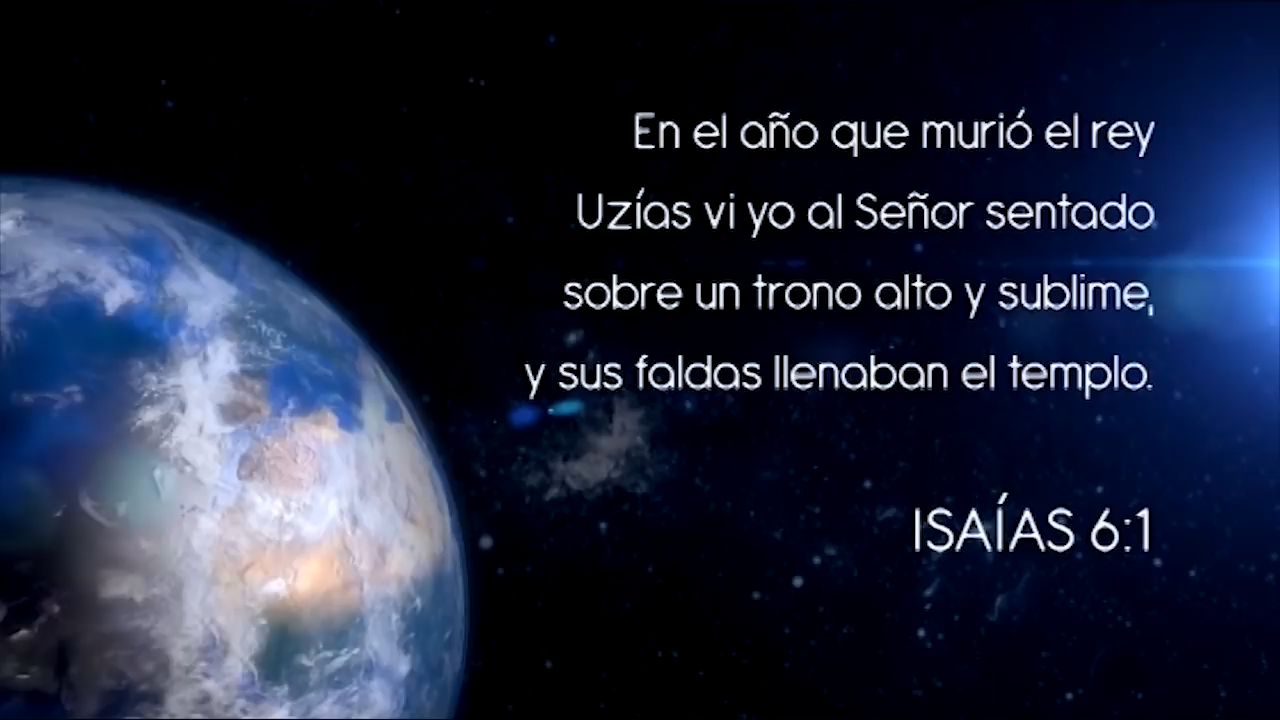 En el año que murió el rey
Uzías vi yo al Señor sentado
sobre un trono alto y sublime,
y sus faldas llenaban el templo.
ISAÍAS 6:1